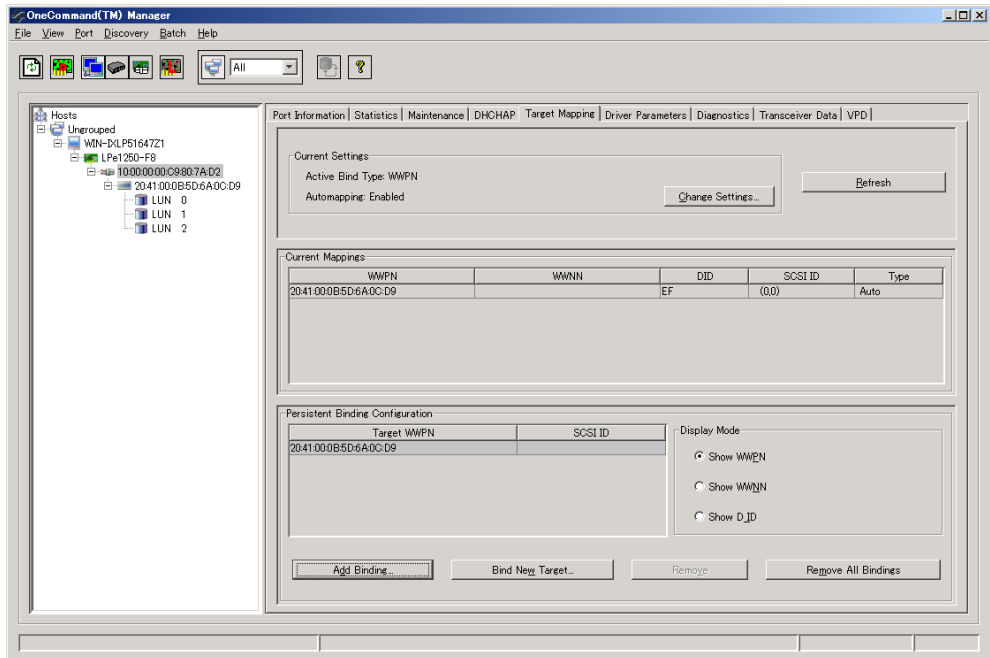 OneCommand(TM) Manager
File View Port Discovery Batch Help
All
Hosts
Ungrouped
WIN-IXLP51647Z1
LPe1250-F8
10:00:00:00:C9:80:7A:D2
20:41:00:0B:5D:6A:0C:D9
LUN 0
LUN 1
LUN 2
Port Information Statistics Maintenance DHCHAP Target Mapping Driver Parameters Diagnostics Transceiver Data VPD
Current Settings
Active Bind Type: WWPN
Automapping: Enabled
Change Settings...
Refresh
Current Mappings
WWPN WWNN DID SCSI ID Type
20:41:00:0B:5D:6A:0C:D9 EF (0,0) Auto
Persistent Binding Configuration
Target WWPN SCSI ID
20:41:00:0B:5D:6A:0C:D9
Display Mode
Show WWPN
Show WWNN
Show D_ID
Add Binding... Bind New Target... Remove Remove All Bindings